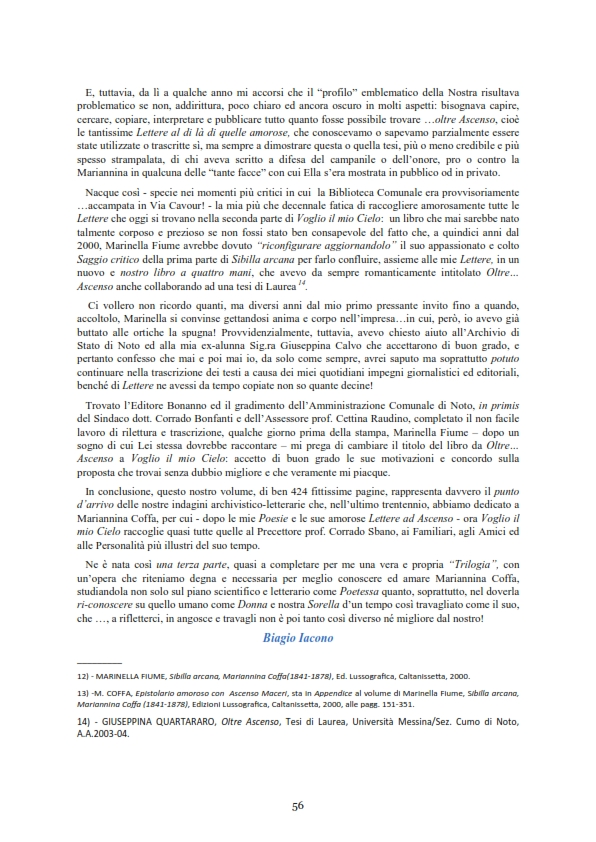 E, tuttavia, da lì a qualche anno mi accorsi che il “profilo” emblematico della Nostra risultava
problematico se non, addirittura, poco chiaro ed ancora oscuro in molti aspetti: bisognava capire,
cercare, copiare, interpretare e pubblicare tutto quanto fosse possibile trovare …oltre Ascenso, cioè
le tantissime Lettere al di là di quelle amorose, che conoscevamo o sapevamo parzialmente essere
state utilizzate o trascritte sì, ma sempre a dimostrare questa o quella tesi, più o meno credibile e più
spesso strampalata, di chi aveva scritto a difesa del campanile o dell’onore, pro o contro la
Mariannina in qualcuna delle “tante facce” con cui Ella s’era mostrata in pubblico od in privato.
Nacque così - specie nei momenti più critici in cui la Biblioteca Comunale era provvisoriamente
…accampata in Via Cavour! - la mia più che decennale fatica di raccogliere amorosamente tutte le
Lettere che oggi si trovano nella seconda parte di Voglio il mio Cielo: un libro che mai sarebbe nato
talmente corposo e prezioso se non fossi stato ben consapevole del fatto che, a quindici anni dal
2000, Marinella Fiume avrebbe dovuto “riconfigurare aggiornandolo” il suo appassionato e colto
Saggio critico della prima parte di Sibilla arcana per farlo confluire, assieme alle mie Lettere, in un
nuovo e nostro libro a quattro mani, che avevo da sempre romanticamente intitolato Oltre…
Ascenso anche collaborando ad una tesi di Laurea 14.
Ci vollero non ricordo quanti, ma diversi anni dal mio primo pressante invito fino a quando,
accoltolo, Marinella si convinse gettandosi anima e corpo nell’impresa…in cui, però, io avevo già
buttato alle ortiche la spugna! Provvidenzialmente, tuttavia, avevo chiesto aiuto all’Archivio di
Stato di Noto ed alla mia ex-alunna Sig.ra Giuseppina Calvo che accettarono di buon grado, e
pertanto confesso che mai e poi mai io, da solo come sempre, avrei saputo ma soprattutto potuto
continuare nella trascrizione dei testi a causa dei miei quotidiani impegni giornalistici ed editoriali,
benché di Lettere ne avessi da tempo copiate non so quante decine!
Trovato l’Editore Bonanno ed il gradimento dell’Amministrazione Comunale di Noto, in primis
del Sindaco dott. Corrado Bonfanti e dell’Assessore prof. Cettina Raudino, completato il non facile
lavoro di rilettura e trascrizione, qualche giorno prima della stampa, Marinella Fiume – dopo un
sogno di cui Lei stessa dovrebbe raccontare – mi prega di cambiare il titolo del libro da Oltre…
Ascenso a Voglio il mio Cielo: accetto di buon grado le sue motivazioni e concordo sulla
proposta che trovai senza dubbio migliore e che veramente mi piacque.
In conclusione, questo nostro volume, di ben 424 fittissime pagine, rappresenta davvero il punto
d’arrivo delle nostre indagini archivistico-letterarie che, nell’ultimo trentennio, abbiamo dedicato a
Mariannina Coffa, per cui - dopo le mie Poesie e le sue amorose Lettere ad Ascenso - ora Voglio il
mio Cielo raccoglie quasi tutte quelle al Precettore prof. Corrado Sbano, ai Familiari, agli Amici ed
alle Personalità più illustri del suo tempo.
Ne è nata così una terza parte, quasi a completare per me una vera e propria “Trilogia”, con
un’opera che riteniamo degna e necessaria per meglio conoscere ed amare Mariannina Coffa,
studiandola non solo sul piano scientifico e letterario come Poetessa quanto, soprattutto, nel doverla
ri-conoscere su quello umano come Donna e nostra Sorella d’un tempo così travagliato come il suo,
che …, a rifletterci, in angosce e travagli non è poi tanto così diverso né migliore dal nostro!
Biagio Iacono
12) - MARINELLA FIUME, Sibilla arcana, Mariannina Coffa(1841-1878), Ed. Lussografica, Caltanissetta, 2000.
13) -M. COFFA, Epistolario amoroso con Ascenso Maceri, sta in Appendice al volume di Marinella Fiume, Sibilla arcana,
Mariannina Coffa (1841-1878), Edizioni Lussografica, Caltanissetta, 2000, alle pagg. 151-351.
14) - GIUSEPPINA QUARTARARO, Oltre Ascenso, Tesi di Laurea, Università Messina/Sez. Cumo di Noto,
A.A.2003-04.
56